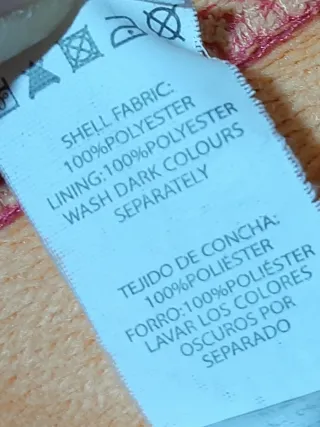 SHELL FABRIC:
100%POLYESTER
LINING:100%POLYESTER
WASH DARK COLOURS
SEPARATELY
TEJIDO DE CONCHA:
100%POLIÉSTER
FORRO:100%POLIÉSTER
LAVAR LOS COLORES
OSCUROS POR
SEPARADO